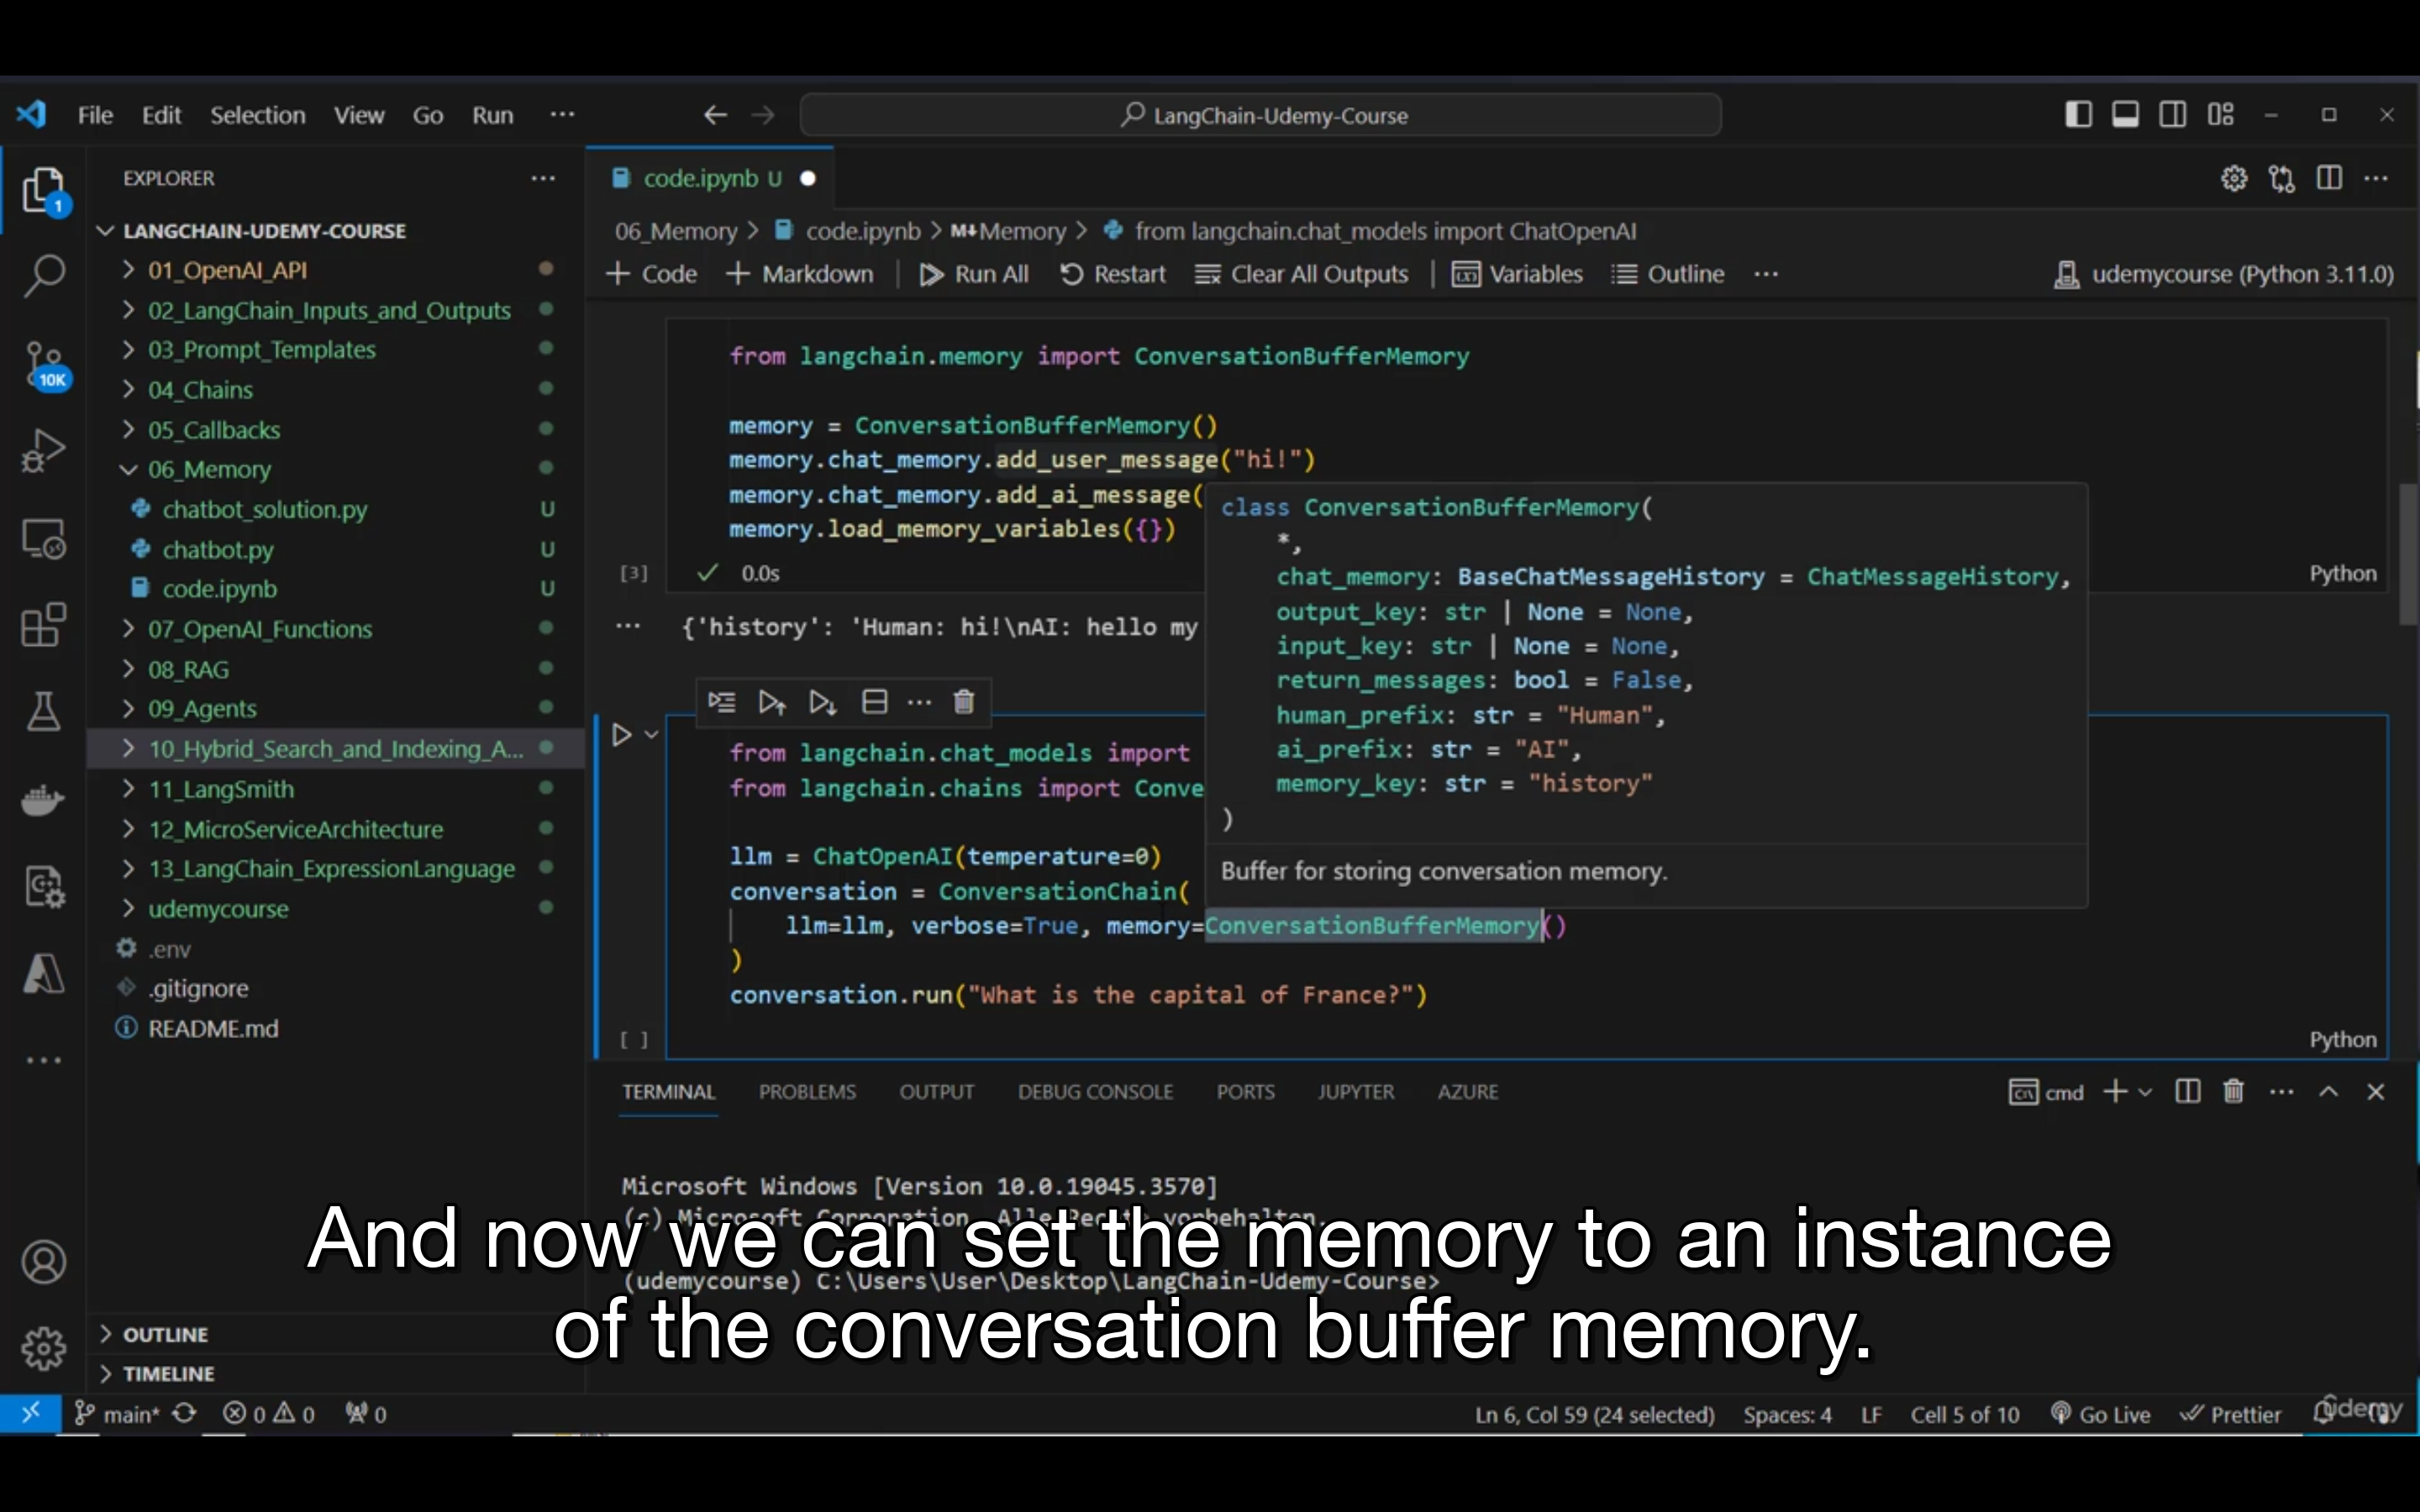 File Edit Selection View Go Run ···
LangChain-Udemy-Course
EXPLORER ···
LANGCHAIN-UDEMY-COURSE
01_OpenAI_API
02_LangChain_Inputs_and_Outputs
03_Prompt_Templates
04_Chains
05_Callbacks
06_Memory
chatbot_solution.py U
chatbot.py U
code.ipynb U
07_OpenAI_Functions
08_RAG
09_Agents
10_Hybrid_Search_and_Indexing_A...
11_LangSmith
12_MicroServiceArchitecture
13_LangChain_ExpressionLanguage
udemycourse
.env
.gitignore
README.md
OUTLINE
TIMELINE
1
10K
code.ipynb U
06_Memory > code.ipynb > M↓Memory > from langchain.chat_models import ChatOpenAI
+ Code + Markdown | Run All Restart Clear All Outputs | Variables Outline ··· udemycourse (Python 3.11.0)
from langchain.memory import ConversationBufferMemory
memory = ConversationBufferMemory()
memory.chat_memory.add_user_message("hi!")
memory.chat_memory.add_ai_message(
memory.load_memory_variables({})
[3] ✓ 0.0s Python
··· {'history': 'Human: hi!\nAI: hello my
class ConversationBufferMemory(
*,
chat_memory: BaseChatMessageHistory = ChatMessageHistory,
output_key: str | None = None,
input_key: str | None = None,
return_messages: bool = False,
human_prefix: str = "Human",
ai_prefix: str = "AI",
memory_key: str = "history"
)
Buffer for storing conversation memory.
from langchain.chat_models import
from langchain.chains import Conve
llm = ChatOpenAI(temperature=0)
conversation = ConversationChain(
llm=llm, verbose=True, memory=ConversationBufferMemory()
)
conversation.run("What is the capital of France?")
[ ] Python
TERMINAL PROBLEMS OUTPUT DEBUG CONSOLE PORTS JUPYTER AZURE cmd
Microsoft Windows [Version 10.0.19045.3570]
(c) Microsoft Corporation. Alle Rechte vorbehalten.
(udemycourse) C:\Users\User\Desktop\LangChain-Udemy-Course>
And now we can set the memory to an instance
of the conversation buffer memory.
main* 0 0 0 Ln 6, Col 59 (24 selected) Spaces: 4 LF Cell 5 of 10 Go Live Prettier
Udemy